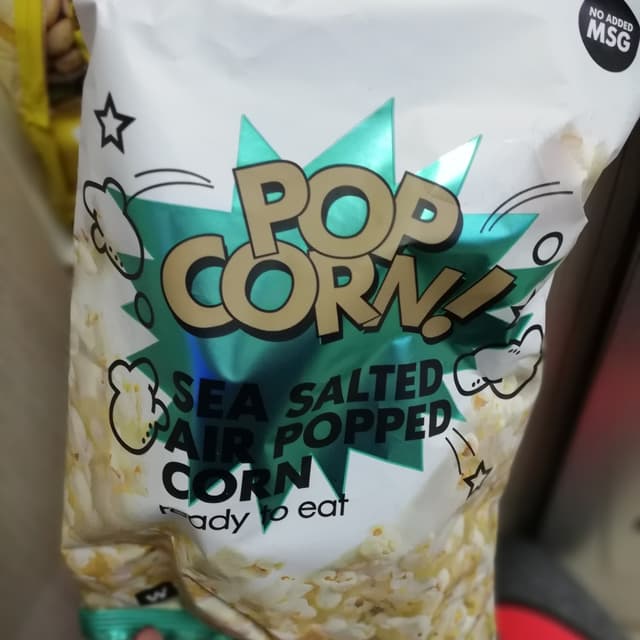 NO ADDED
MSG
POP
CORN!
SEA SALTED
AIR POPPED
CORN
ready to eat
W